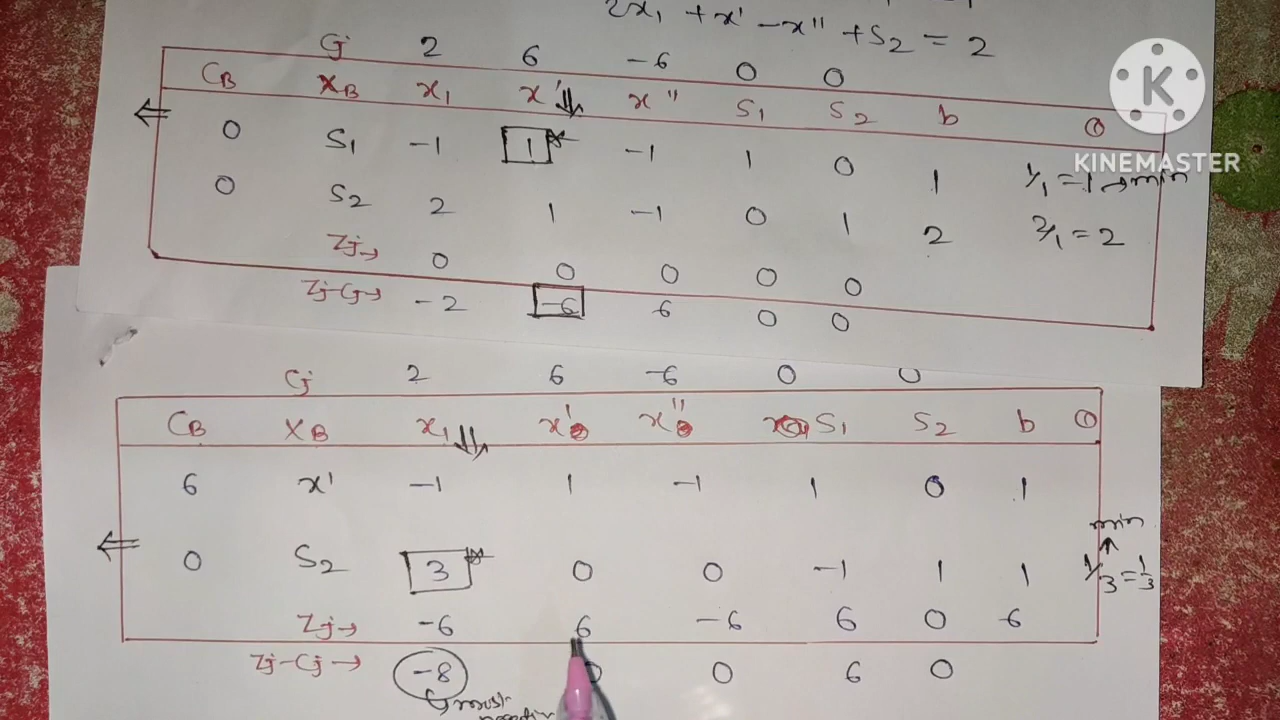 2x₁ + x' - x'' + S₂ = 2
Cj 2 6 -6 0 0
CB XB x₁ x' x'' S₁ S₂ b θ
0 S₁ -1 1 -1 1 0 1 1/1 = 1 → min
0 S₂ 2 1 -1 0 1 2 2/1 = 2
Zj→ 0 0 0 0 0
Zj-Cj→ -2 -6 6 0 0
KINEMASTER
Cj 2 6 -6 0 0
CB XB x₁ x' x'' S₁ S₂ b θ
6 x' -1 1 -1 1 0 1
min
0 S₂ 3 0 0 -1 1 1 1/3 = 1/3
Zj→ -6 6 -6 6 0 6
Zj-Cj→ -8 0 0 6 0
most